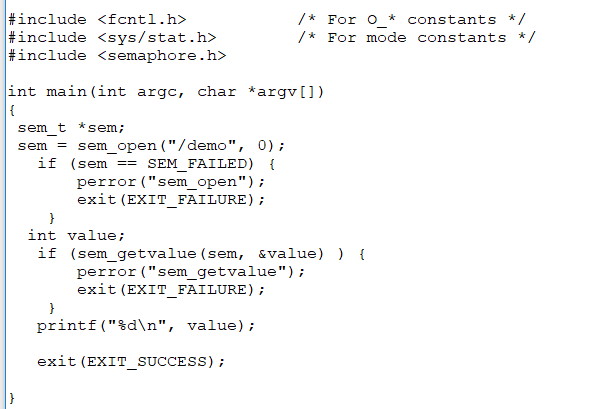 #include <fcntl.h>           /* For O_* constants */
#include <sys/stat.h>        /* For mode constants */
#include <semaphore.h>

int main(int argc, char *argv[])
{
 sem_t *sem;
 sem = sem_open("/demo", 0);
   if (sem == SEM_FAILED) {
       perror("sem_open");
       exit(EXIT_FAILURE);
    }
  int value;
   if (sem_getvalue(sem, &value) ) {
       perror("sem_getvalue");
       exit(EXIT_FAILURE);
    }
   printf("%d\n", value);

   exit(EXIT_SUCCESS);

}